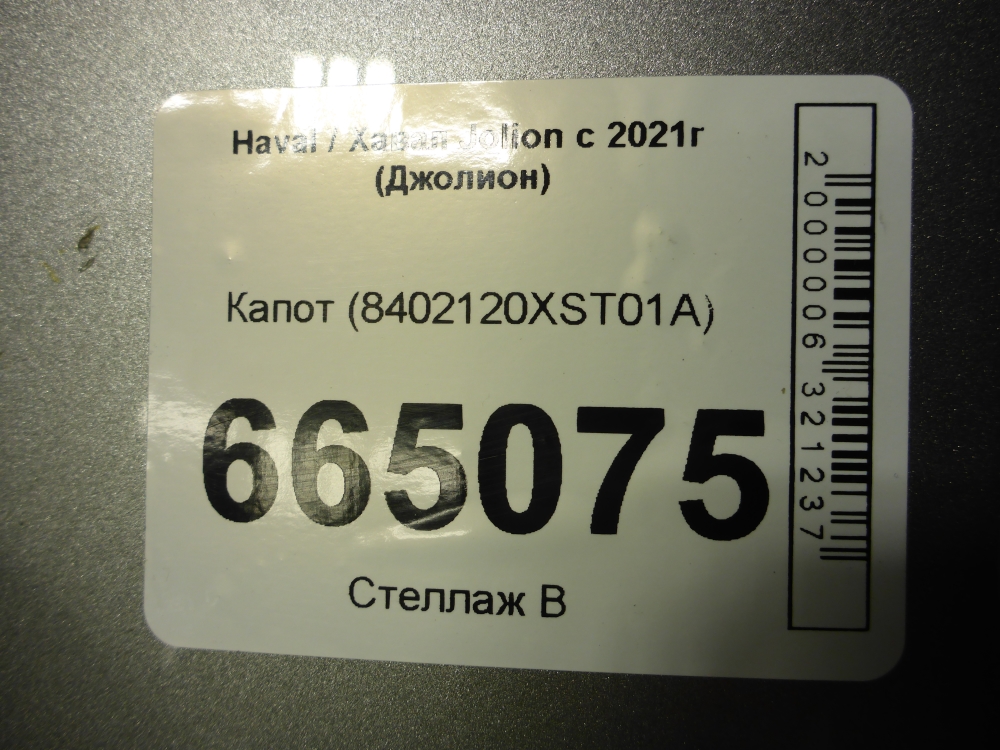 Haval / Хавал Jolion с 2021г
(Джолион)
Капот (8402120XST01A)
665075
Стеллаж В
2000006321237